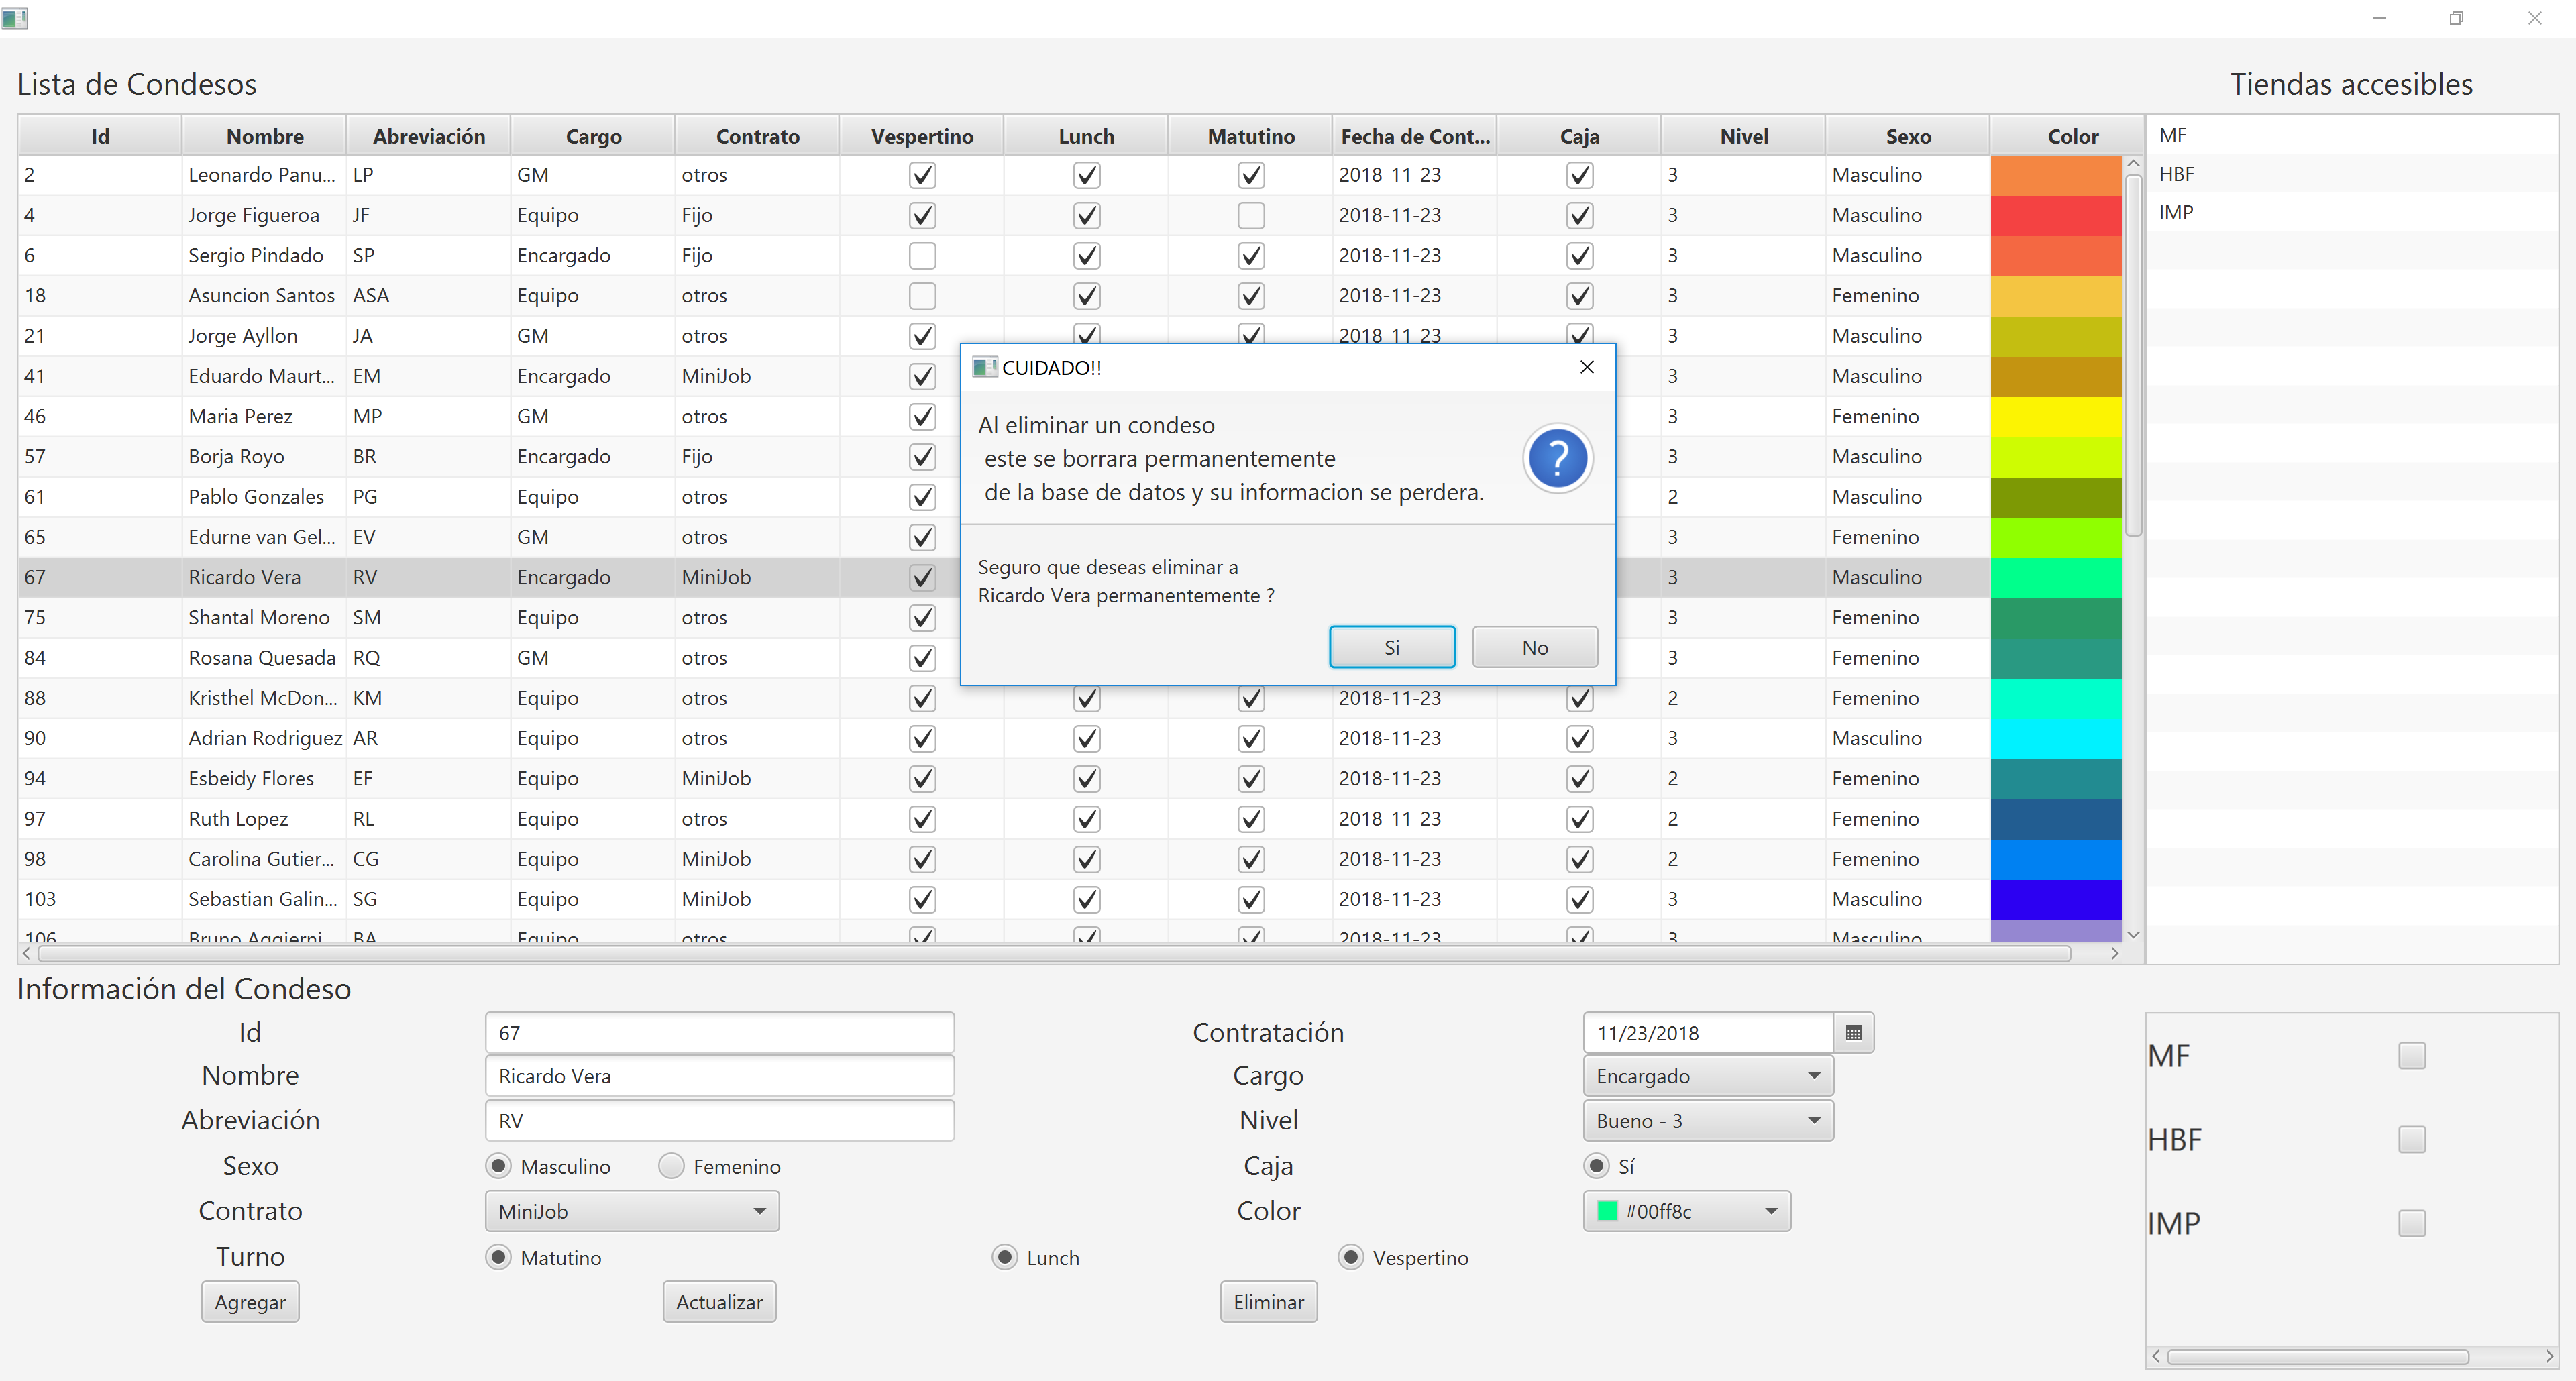 Lista de Condesos
Tiendas accesibles
Id Nombre Abreviación Cargo Contrato Vespertino Lunch Matutino Fecha de Cont... Caja Nivel Sexo Color
2 Leonardo Panu... LP GM otros 2018-11-23 3 Masculino
4 Jorge Figueroa JF Equipo Fijo 2018-11-23 3 Masculino
6 Sergio Pindado SP Encargado Fijo 2018-11-23 3 Masculino
18 Asuncion Santos ASA Equipo otros 2018-11-23 3 Femenino
21 Jorge Ayllon JA GM otros 2018-11-23 3 Masculino
41 Eduardo Maurt... EM Encargado MiniJob 3 Masculino
46 Maria Perez MP GM otros 3 Femenino
57 Borja Royo BR Encargado Fijo 3 Masculino
61 Pablo Gonzales PG Equipo otros 2 Masculino
65 Edurne van Gel... EV GM otros 3 Femenino
67 Ricardo Vera RV Encargado MiniJob 3 Masculino
75 Shantal Moreno SM Equipo otros 3 Femenino
84 Rosana Quesada RQ GM otros 3 Femenino
88 Kristhel McDon... KM Equipo otros 2018-11-23 2 Femenino
90 Adrian Rodriguez AR Equipo otros 2018-11-23 3 Masculino
94 Esbeidy Flores EF Equipo MiniJob 2018-11-23 2 Femenino
97 Ruth Lopez RL Equipo otros 2018-11-23 2 Femenino
98 Carolina Gutier... CG Equipo MiniJob 2018-11-23 2 Femenino
103 Sebastian Galin... SG Equipo MiniJob 2018-11-23 3 Masculino
106 Bruno BA Equipo otros 2018-11-23 3 Masculino
MF
HBF
IMP
CUIDADO!!
Al eliminar un condeso
este se borrara permanentemente
de la base de datos y su informacion se perdera.
Seguro que deseas eliminar a
Ricardo Vera permanentemente ?
Si No
Información del Condeso
Id 67 Contratación 11/23/2018
Nombre Ricardo Vera Cargo Encargado
Abreviación RV Nivel Bueno - 3
Sexo Masculino Femenino Caja Sí
Contrato MiniJob Color #00ff8c
Turno Matutino Lunch Vespertino
Agregar Actualizar Eliminar
MF
HBF
IMP